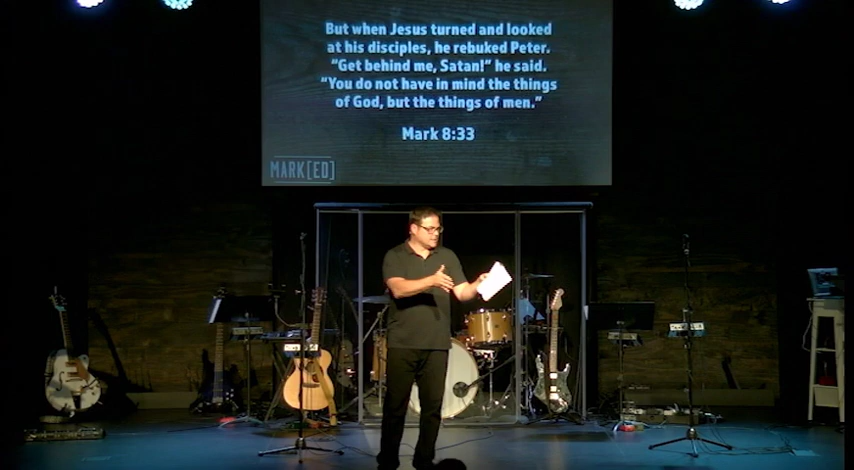 But when Jesus turned and looked
at his disciples, he rebuked Peter.
“Get behind me, Satan!” he said.
“You do not have in mind the things
of God, but the things of men.”
Mark 8:33
MARK[ED]